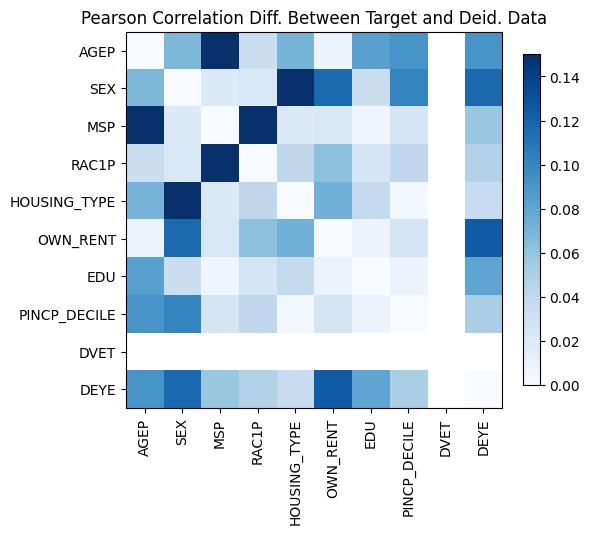 Pearson Correlation Diff. Between Target and Deid. Data
AGEP
SEX
MSP
RAC1P
HOUSING_TYPE
OWN_RENT
EDU
PINCP_DECILE
DVET
DEYE
AGEP
SEX
MSP
RAC1P
HOUSING_TYPE
OWN_RENT
EDU
PINCP_DECILE
DVET
DEYE
0.14
0.12
0.10
0.08
0.06
0.04
0.02
0.00